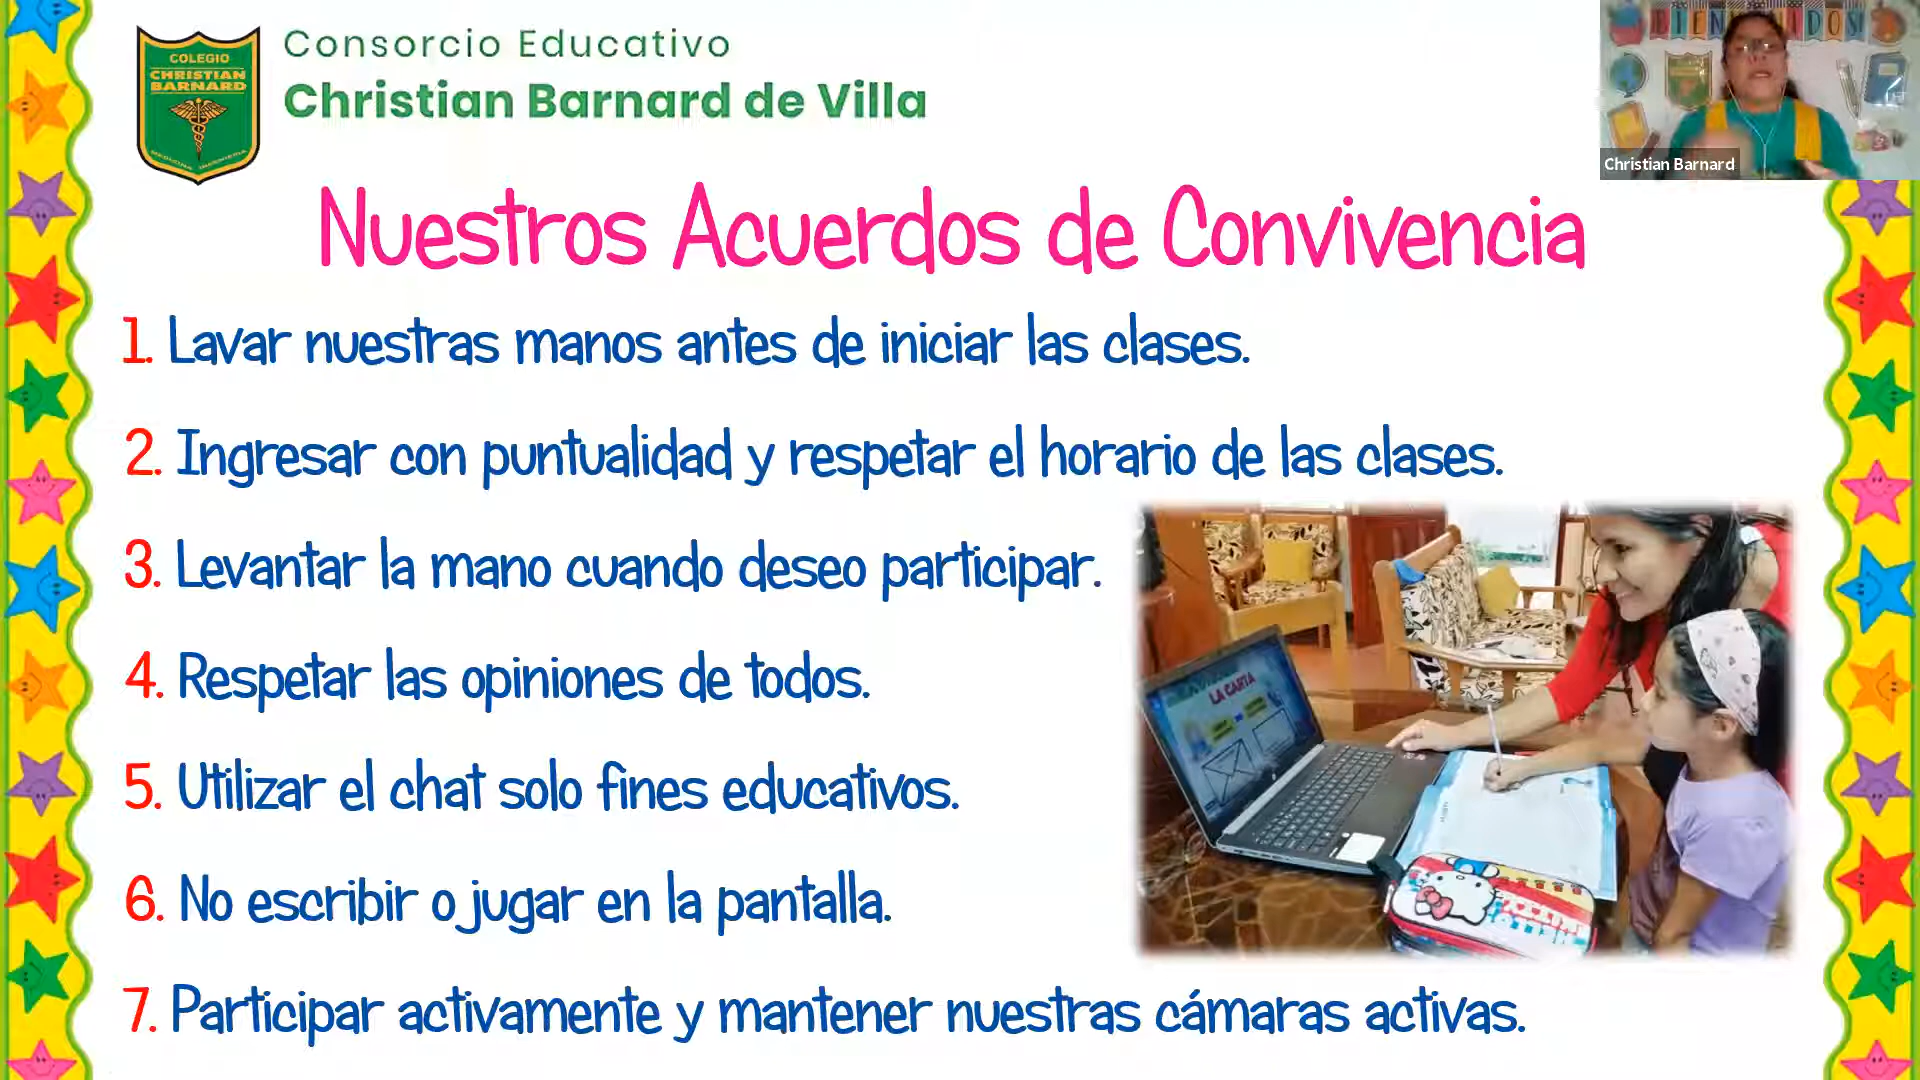 COLEGIO
CHRISTIAN
BARNARD
Consorcio Educativo
Christian Barnard de Villa
Christian Barnard
Nuestros Acuerdos de Convivencia
1. Lavar nuestras manos antes de iniciar las clases.
2. Ingresar con puntualidad y respetar el horario de las clases.
3. Levantar la mano cuando deseo participar.
4. Respetar las opiniones de todos.
5. Utilizar el chat solo fines educativos.
6. No escribir o jugar en la pantalla.
7. Participar activamente y mantener nuestras cámaras activas.
LA CARTA